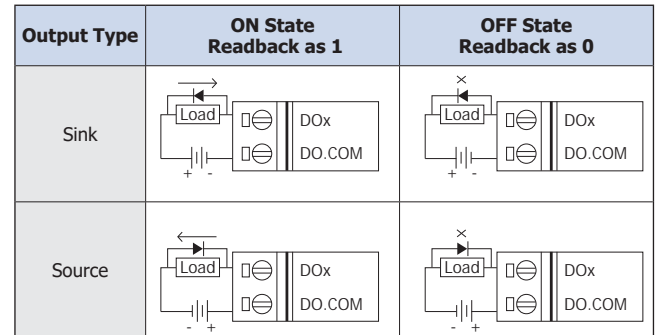 Output Type
ON State
Readback as 1
OFF State
Readback as 0
Sink
Load
DOx
DO.COM
+ -
Load
DOx
DO.COM
+ -
Source
Load
DOx
DO.COM
- +
Load
DOx
DO.COM
- +